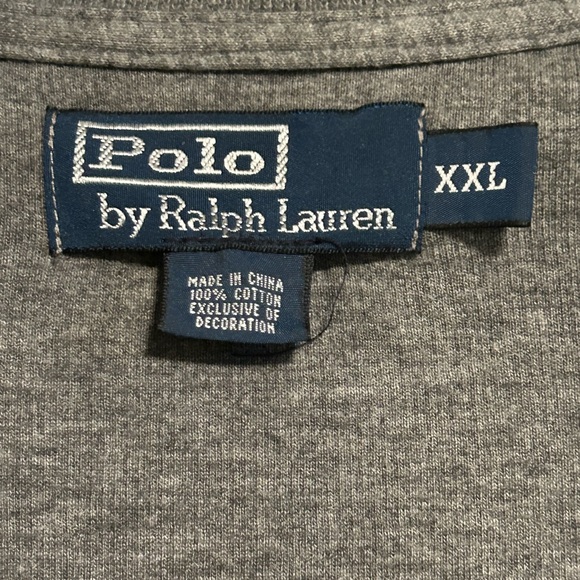 Polo
by Ralph Lauren
XXL
MADE IN CHINA
100% COTTON
EXCLUSIVE OF
DECORATION